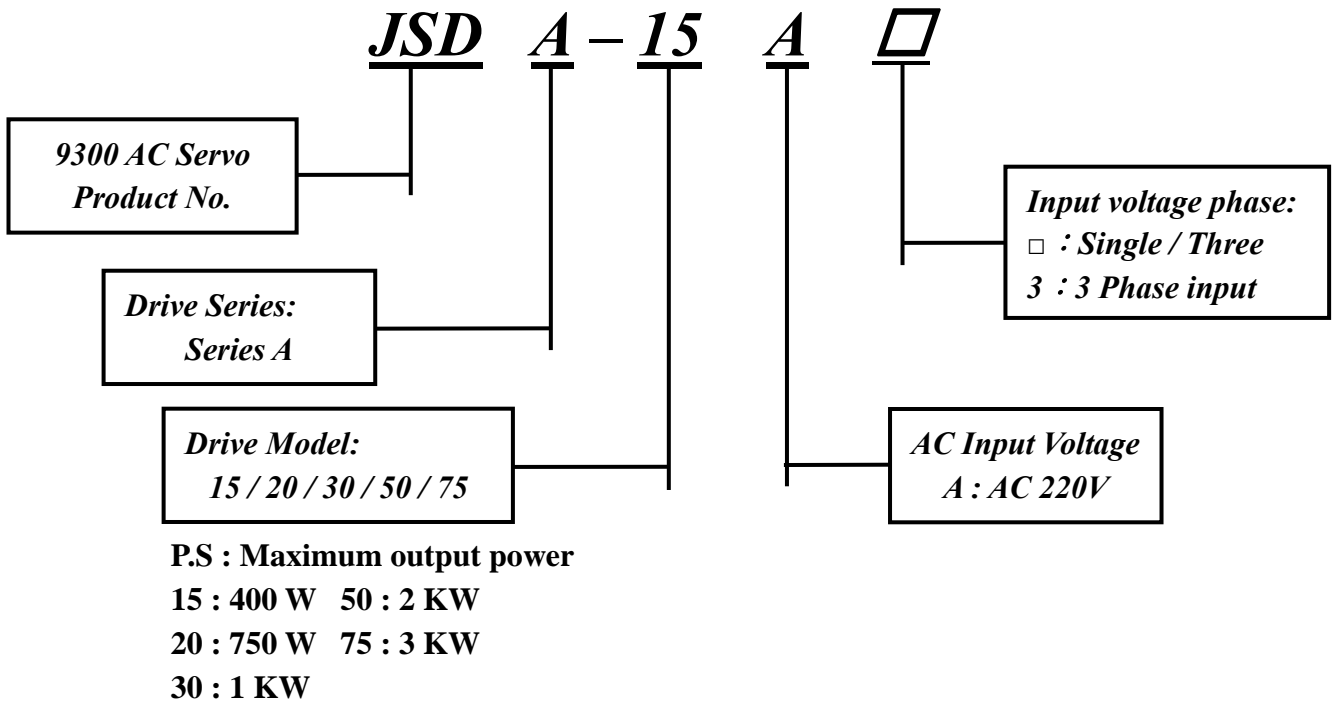 JSD A – 15 A □
9300 AC Servo
Product No.
Input voltage phase:
□ : Single / Three
3 : 3 Phase input
Drive Series:
Series A
Drive Model:
15 / 20 / 30 / 50 / 75
AC Input Voltage
A : AC 220V
P.S : Maximum output power
15 : 400 W 50 : 2 KW
20 : 750 W 75 : 3 KW
30 : 1 KW